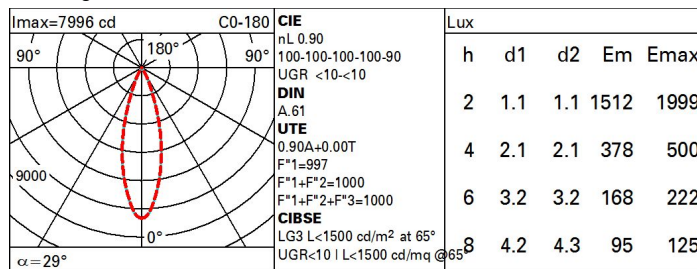 Imax=7996 cd C0-180
90° 180° 90°
9000
0°
α=29°
CIE
nL 0.90
100-100-100-100-90
UGR <10-<10
DIN
A.61
UTE
0.90A+0.00T
F"1=997
F"1+F"2=1000
F"1+F"2+F"3=1000
CIBSE
LG3 L<1500 cd/m² at 65°
UGR<10 | L<1500 cd/mq @65°
Lux
h d1 d2 Em Emax
2 1.1 1.1 1512 1999
4 2.1 2.1 378 500
6 3.2 3.2 168 222
8 4.2 4.3 95 125